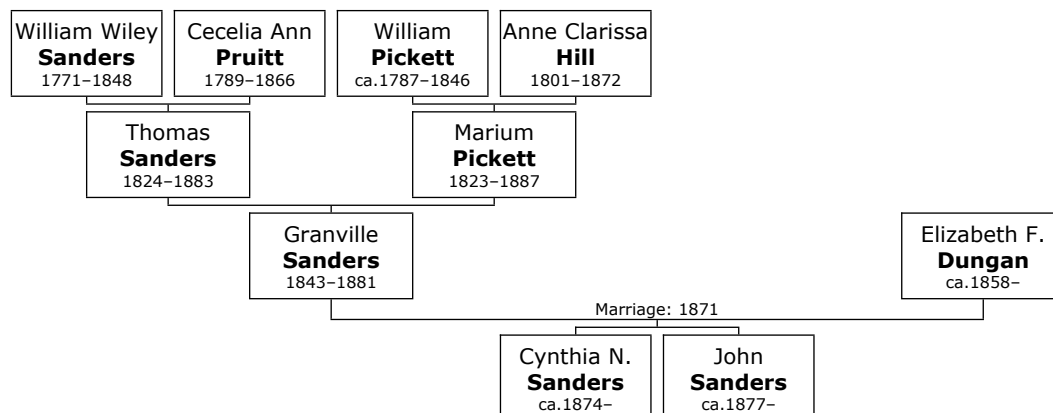 William Wiley
Sanders
1771–1848
Cecelia Ann
Pruitt
1789–1866
William
Pickett
ca.1787–1846
Anne Clarissa
Hill
1801–1872
Thomas
Sanders
1824–1883
Marium
Pickett
1823–1887
Granville
Sanders
1843–1881
Elizabeth F.
Dungan
ca.1858–
Marriage: 1871
Cynthia N.
Sanders
ca.1874–
John
Sanders
ca.1877–